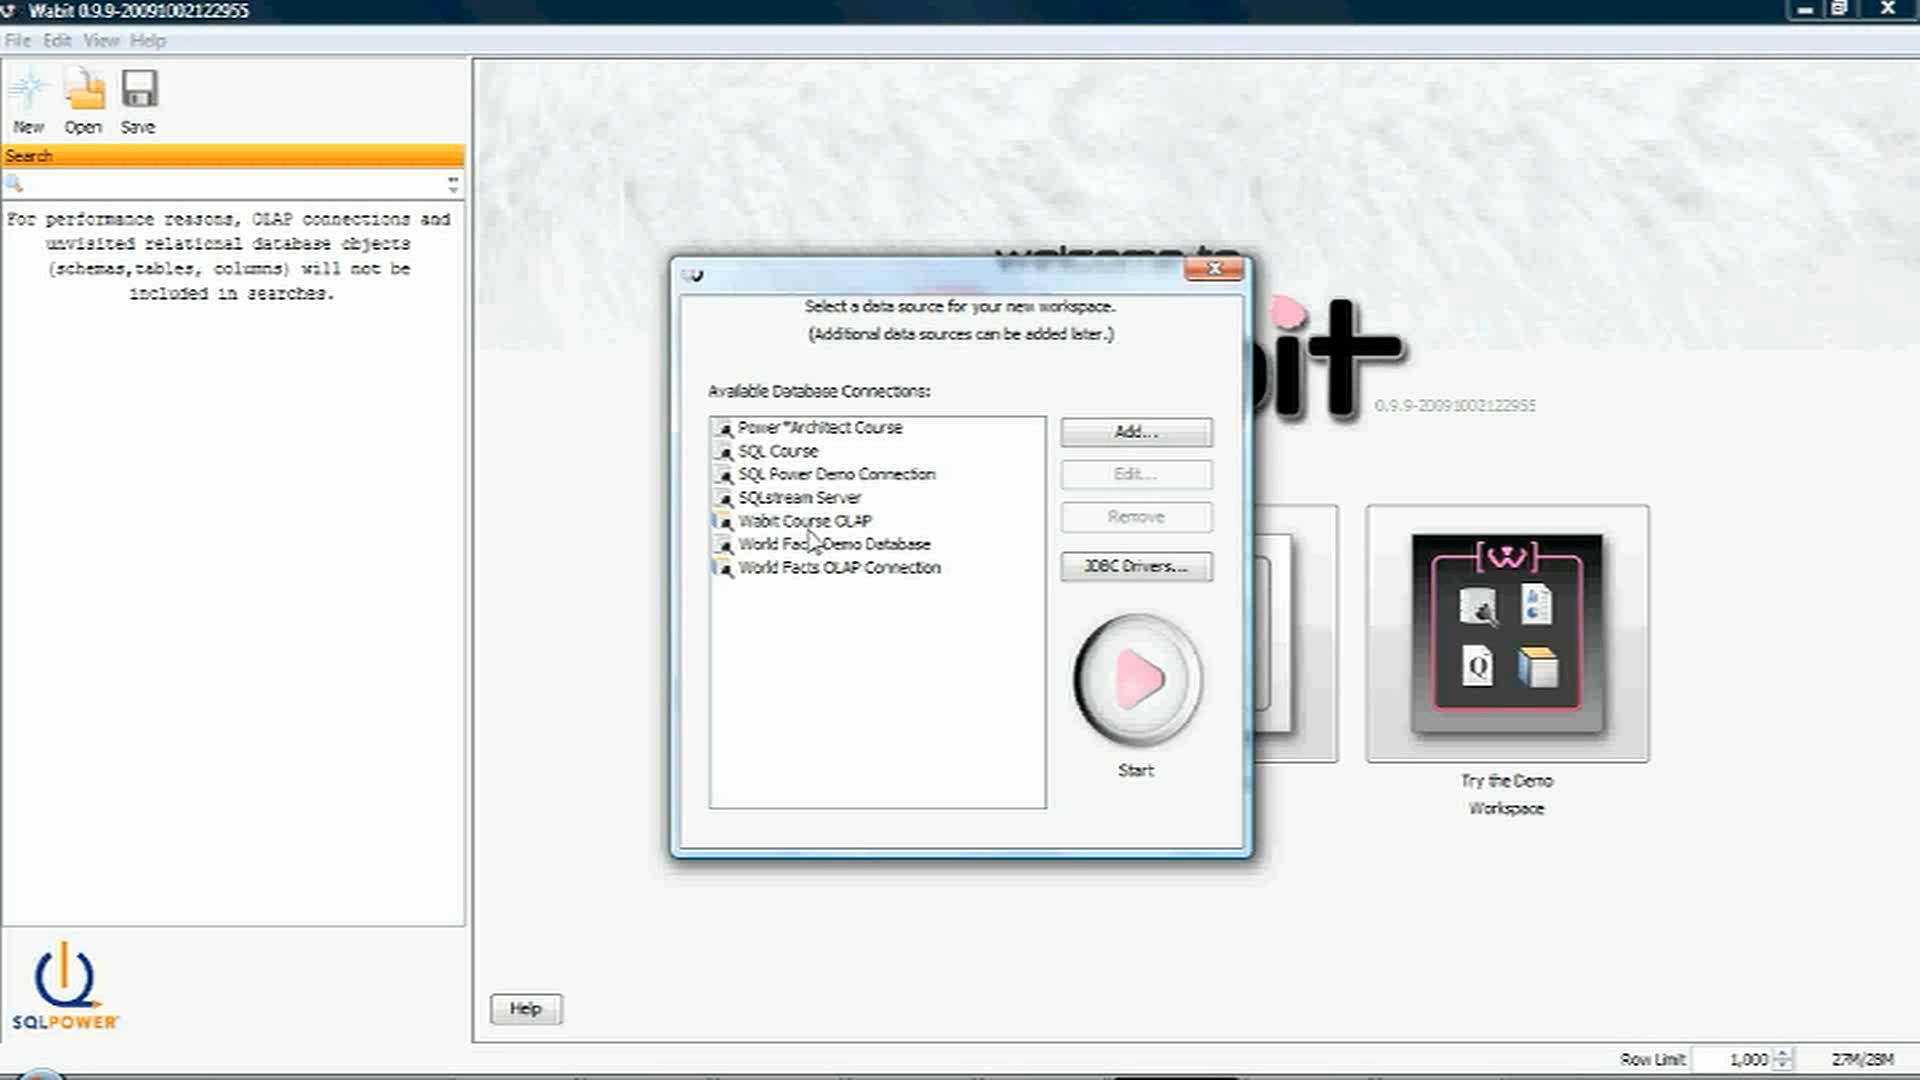 Wabit 0.9.9-20091002122955
File Edit View Help
New Open Save
Search
For performance reasons, OLAP connections and
unvisited relational database objects
(schemas,tables, columns) will not be
included in searches.
SQLPOWER
welcome to
bit
0.9.9-20091002122955
Select a data source for your new workspace.
(Additional data sources can be added later.)
Available Database Connections:
Power*Architect Course
SQL Course
SQL Power Demo Connection
SQLstream Server
Wabit Course OLAP
World Facts Demo Database
World Facts OLAP Connection
Add...
Edit...
Remove
JDBC Drivers...
Start
Q
Try the Demo
Workspace
Help
Row Limit 1,000 27M/28M